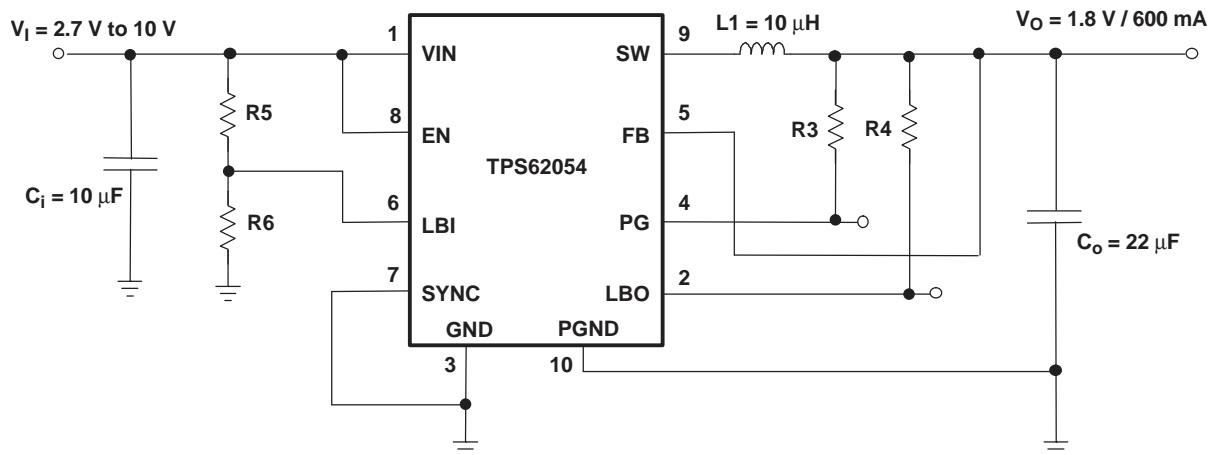 V_I = 2.7 V to 10 V
1
VIN
SW
9
L1 = 10 μH
V_O = 1.8 V / 600 mA
R5
8
EN
5
FB
R3
R4
TPS62054
C_i = 10 μF
R6
6
LBI
4
PG
C_o = 22 μF
7
SYNC
2
LBO
GND
PGND
3
10